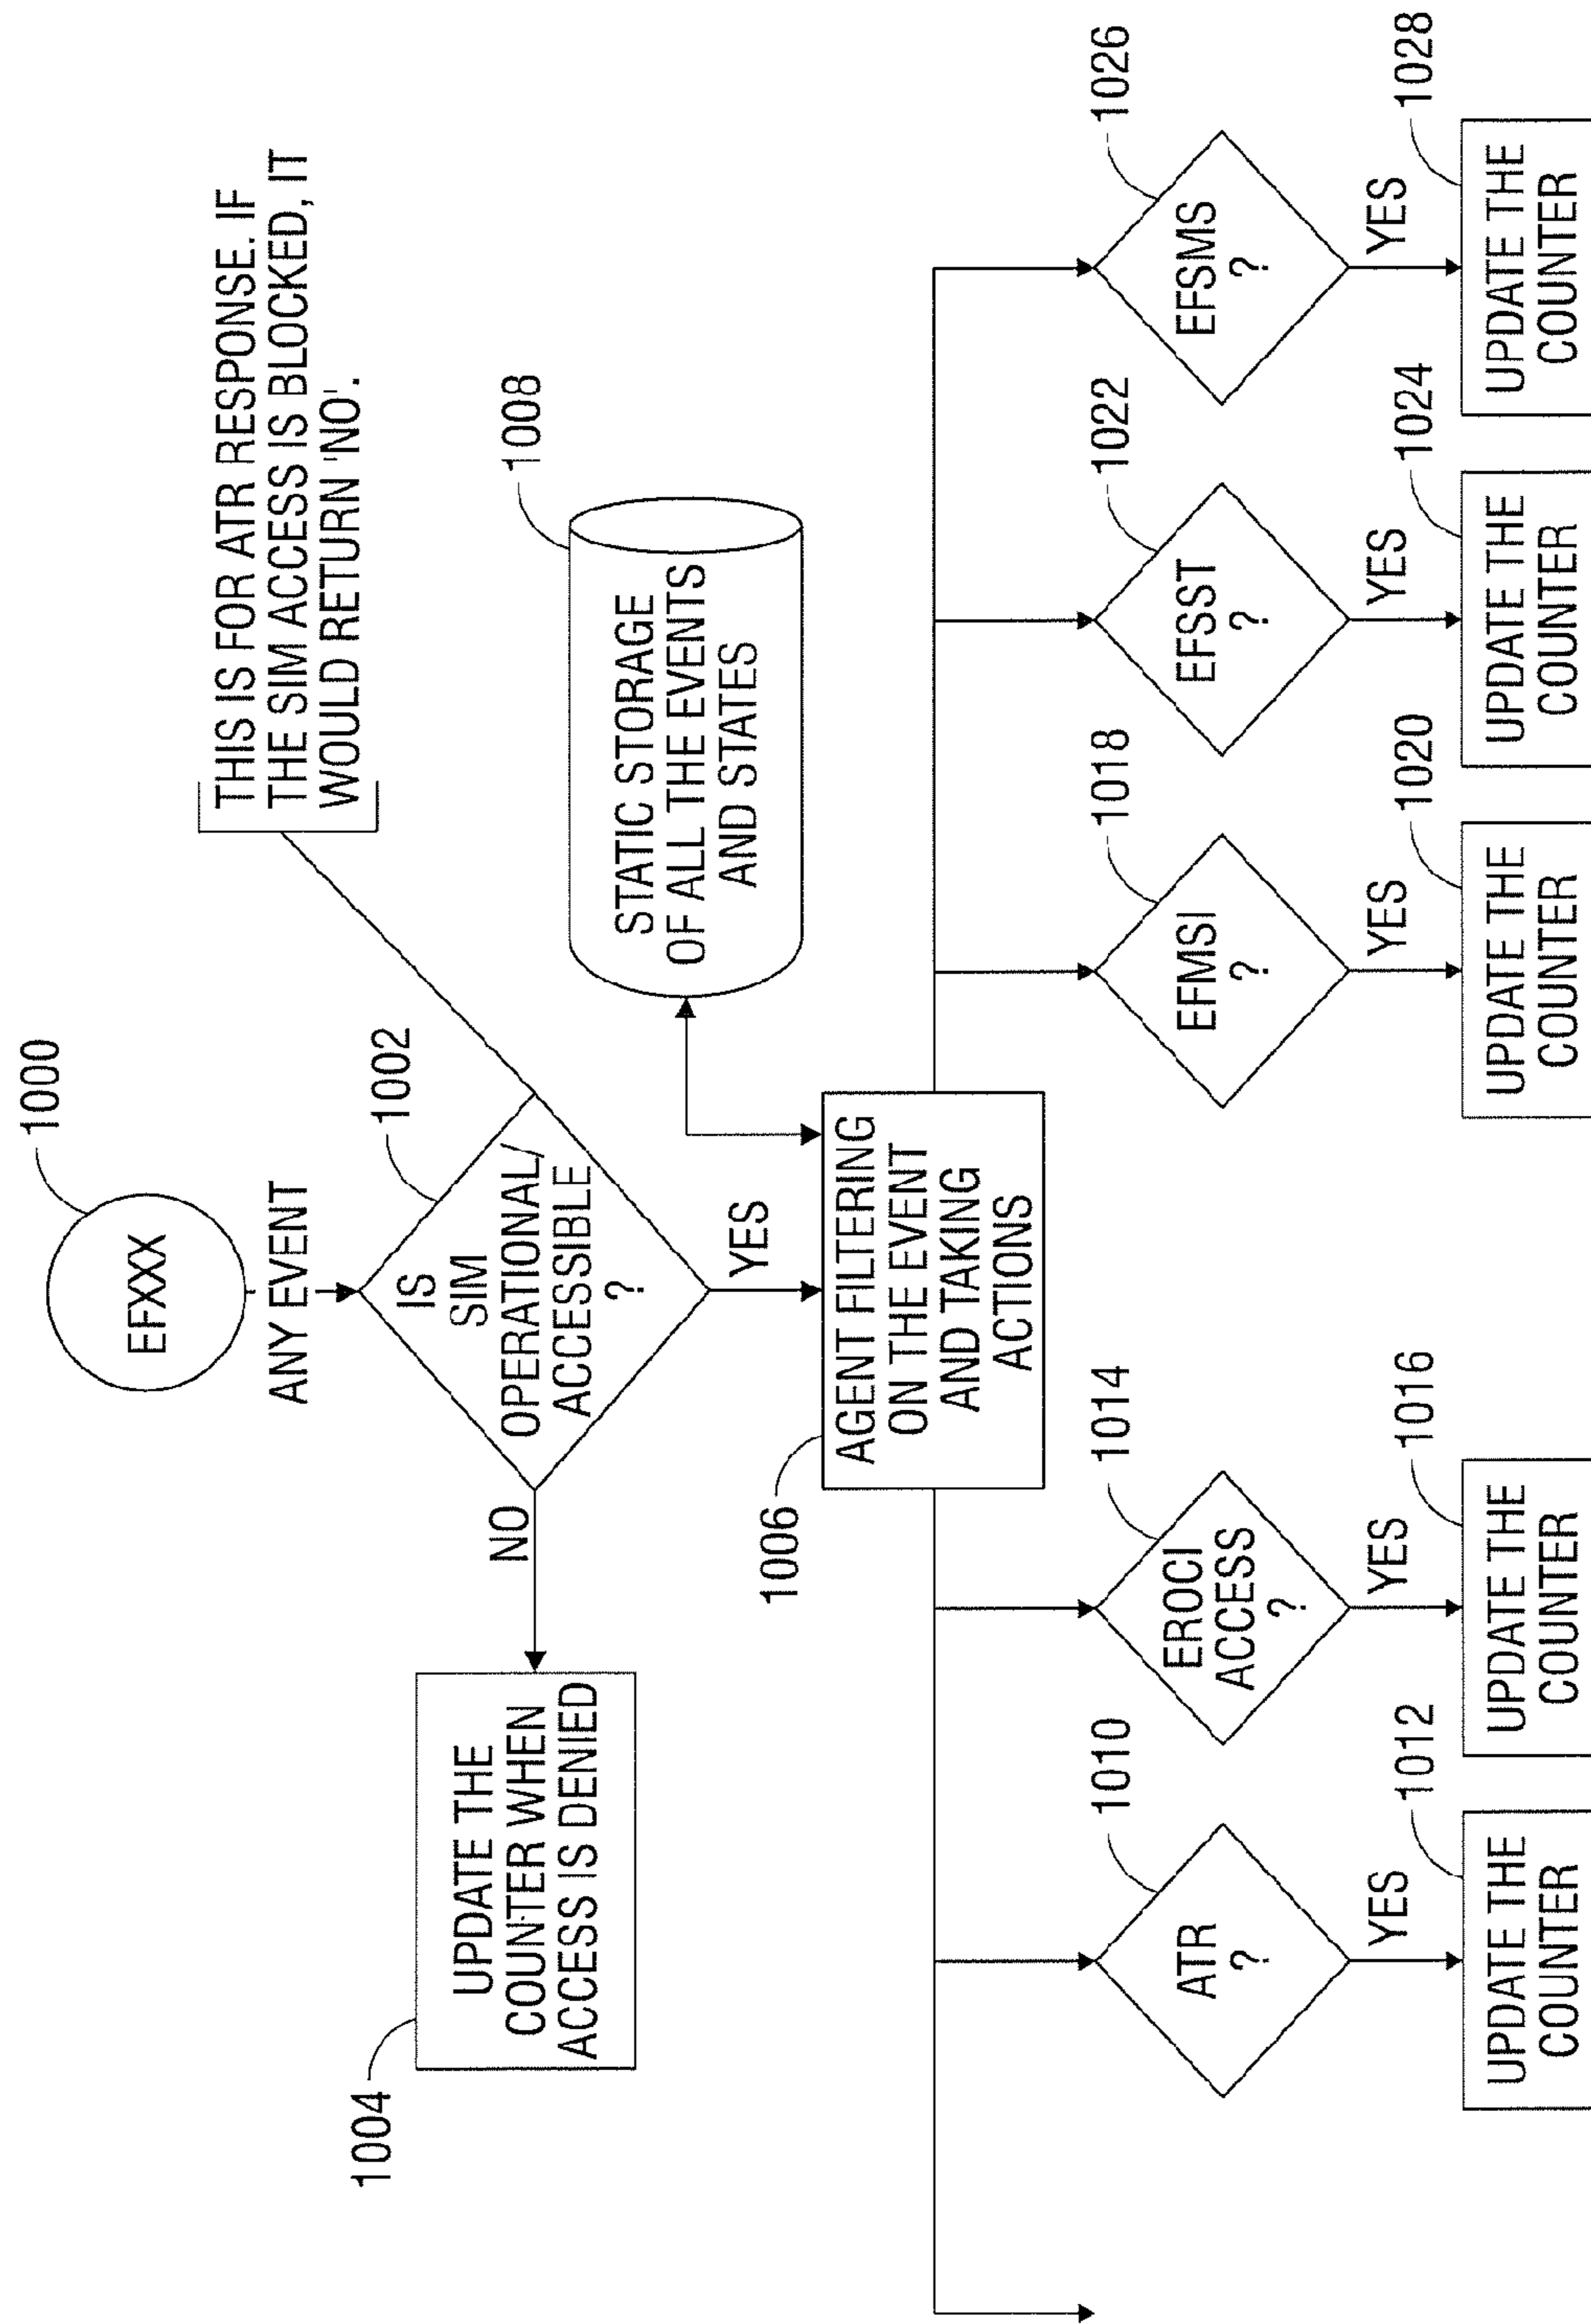 1000
EFXXX
ANY EVENT
THIS IS FOR ATR RESPONSE. IF
THE SIM ACCESS IS BLOCKED, IT
WOULD RETURN 'NO'.
1002
IS
SIM
OPERATIONAL/
ACCESSIBLE
?
NO
YES
1004
UPDATE THE
COUNTER WHEN
ACCESS IS DENIED
1008
STATIC STORAGE
OF ALL THE EVENTS
AND STATES
1006
AGENT FILTERING
ON THE EVENT
AND TAKING
ACTIONS
1010
ATR
?
YES
1012
UPDATE THE
COUNTER
1014
EROCI
ACCESS
?
YES
1016
UPDATE THE
COUNTER
1018
EFMSI
?
YES
1020
UPDATE THE
COUNTER
1022
EFSST
?
YES
1024
UPDATE THE
COUNTER
1026
EFSMS
?
YES
1028
UPDATE THE
COUNTER